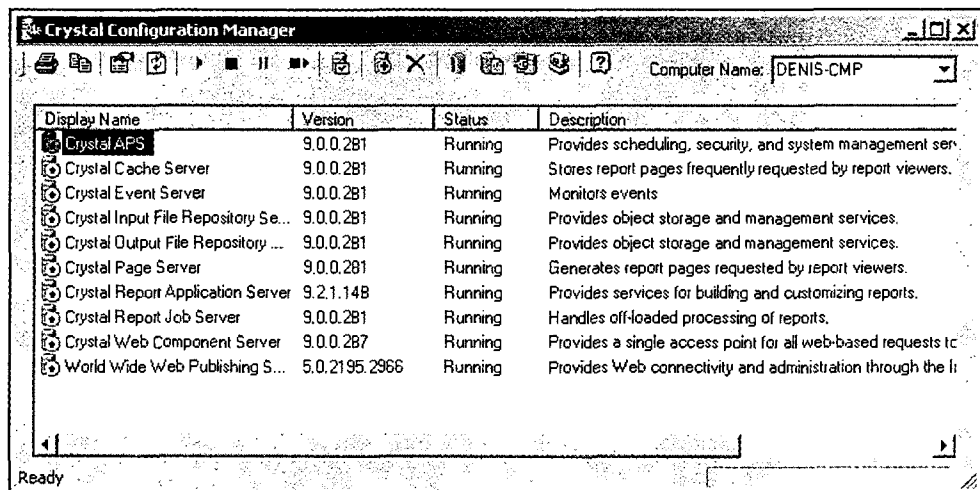 Crystal Configuration Manager
Computer Name: DENIS-CMP
Display Name Version Status Description
Crystal APS 9.0.0.281 Running Provides scheduling, security, and system management ser
Crystal Cache Server 9.0.0.281 Running Stores report pages frequently requested by report viewers.
Crystal Event Server 9.0.0.281 Running Monitors events
Crystal Input File Repository Se... 9.0.0.281 Running Provides object storage and management services.
Crystal Output File Repository ... 9.0.0.281 Running Provides object storage and management services.
Crystal Page Server 9.0.0.281 Running Generates report pages requested by report viewers.
Crystal Report Application Server 9.2.1.148 Running Provides services for building and customizing reports.
Crystal Report Job Server 9.0.0.281 Running Handles off-loaded processing of reports.
Crystal Web Component Server 9.0.0.287 Running Provides a single access point for all web-based requests to
World Wide Web Publishing S... 5.0.2195.2966 Running Provides Web connectivity and administration through the
Ready